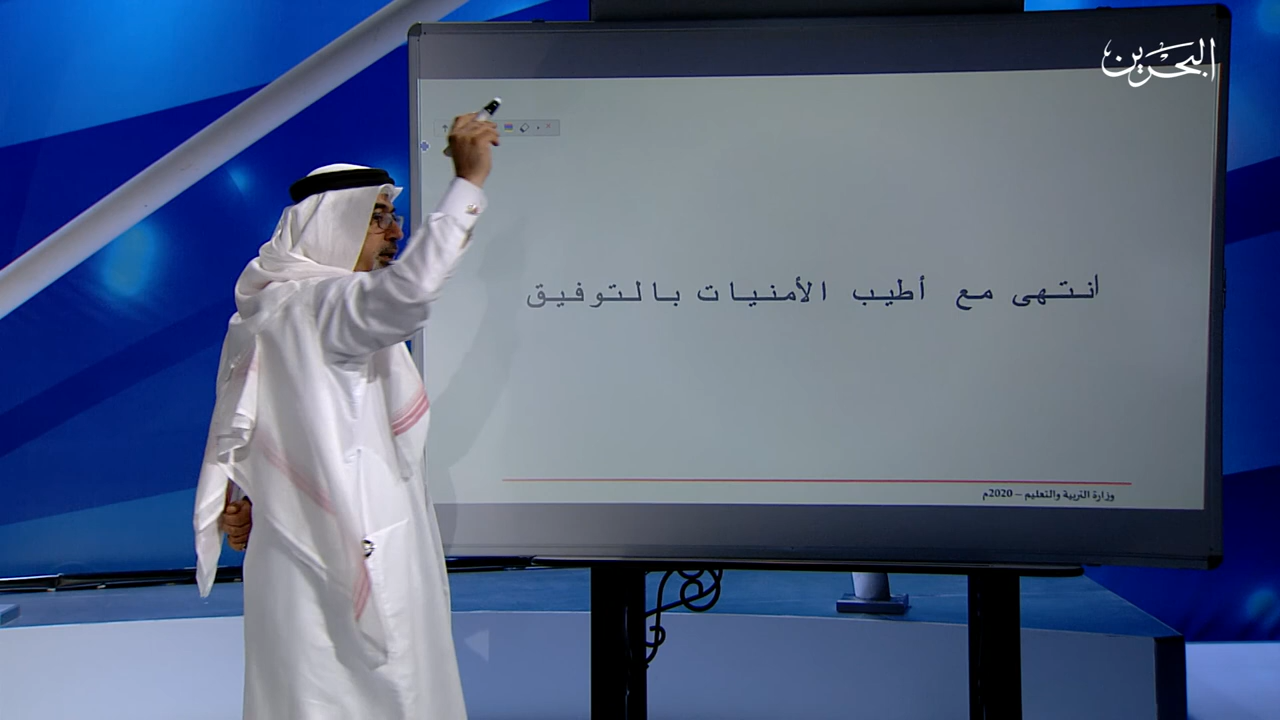 البحرين
انتهى مع أطيب الأمنيات بالتوفيق
وزارة التربية والتعليم – 2020م